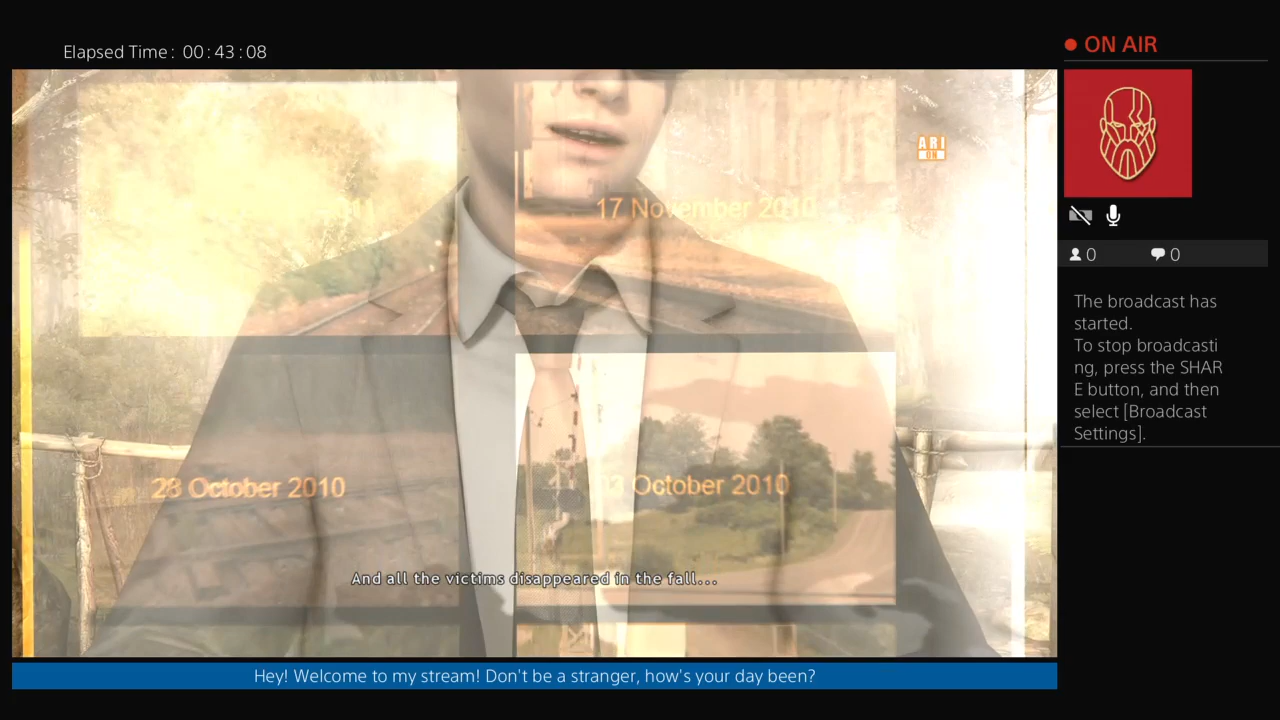 Elapsed Time: 00:43:08
ON AIR
ARI
ON
17 November 2010
28 October 2010
October 2010
And all the victims disappeared in the fall...
0
0
The broadcast has
started.
To stop broadcasti
ng, press the SHAR
E button, and then
select [Broadcast
Settings].
Hey! Welcome to my stream! Don't be a stranger, how's your day been?